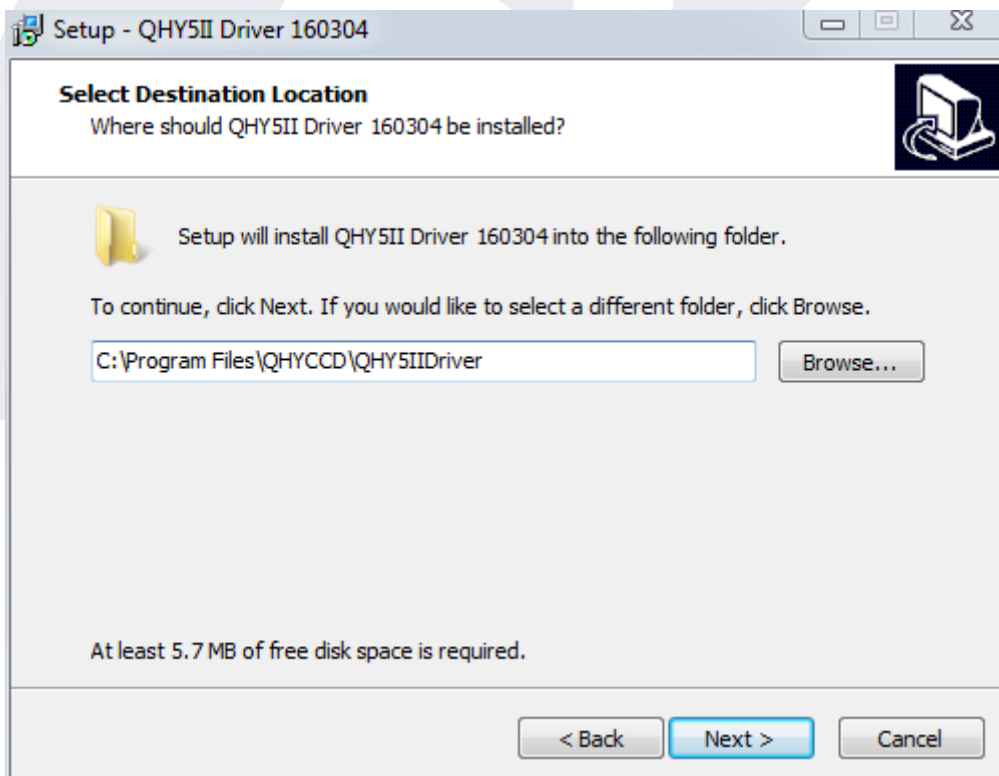 Setup - QHY5II Driver 160304
Select Destination Location
Where should QHY5II Driver 160304 be installed?
Setup will install QHY5II Driver 160304 into the following folder.
To continue, click Next. If you would like to select a different folder, click Browse.
C:\Program Files\QHYCCD\QHY5IIDriver
Browse...
At least 5.7 MB of free disk space is required.
< Back
Next >
Cancel